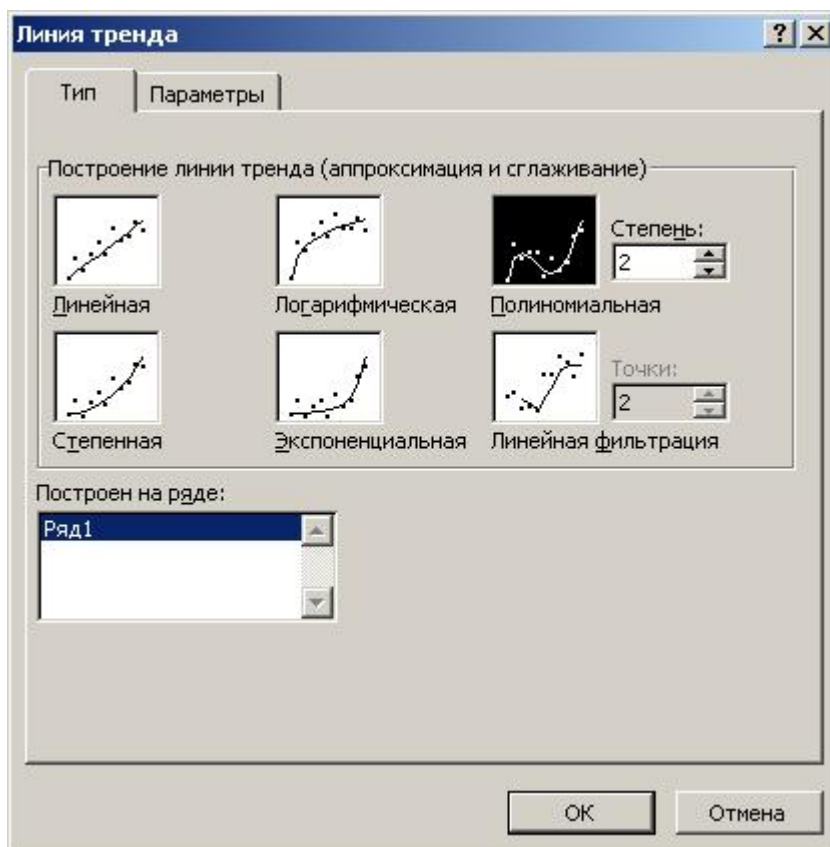 Линия тренда
Тип
Параметры
Построение линии тренда (аппроксимация и сглаживание)
Степень:
2
Линейная
Логарифмическая
Полиномиальная
Точки:
2
Степенная
Экспоненциальная
Линейная фильтрация
Построен на ряде:
Ряд1
ОК
Отмена